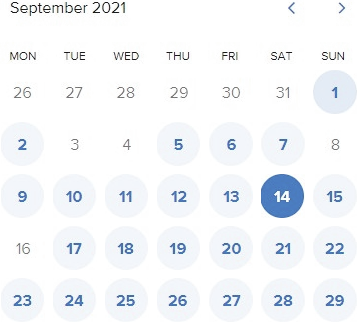 September 2021
MON TUE WED THU FRI SAT SUN
26 27 28 29 30 31 1
2 3 4 5 6 7 8
9 10 11 12 13 14 15
16 17 18 19 20 21 22
23 24 25 26 27 28 29